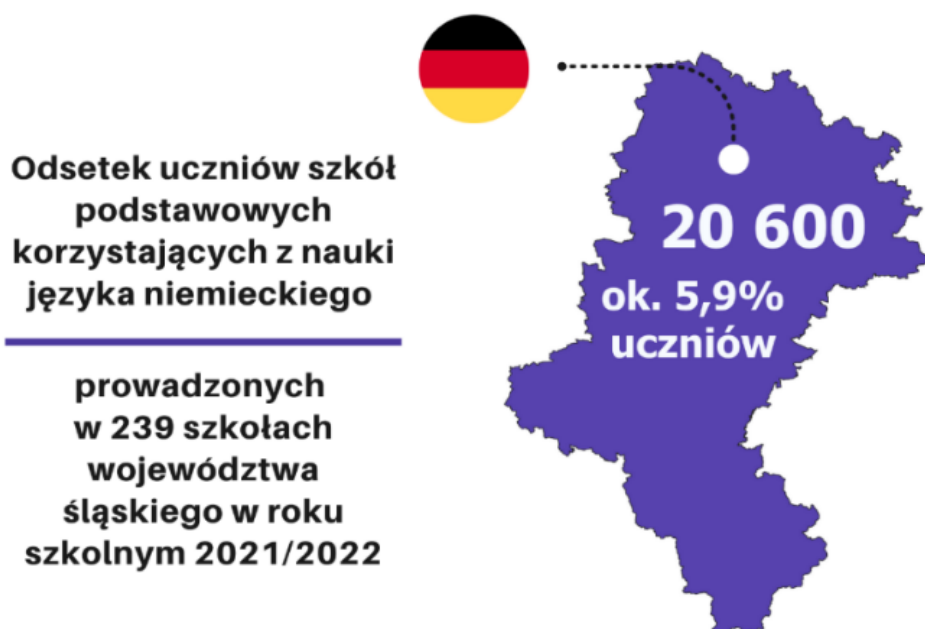 Odsetek uczniów szkół
podstawowych
korzystających z nauki
języka niemieckiego
prowadzonych
w 239 szkołach
województwa
śląskiego w roku
szkolnym 2021/2022
20 600
ok. 5,9%
uczniów